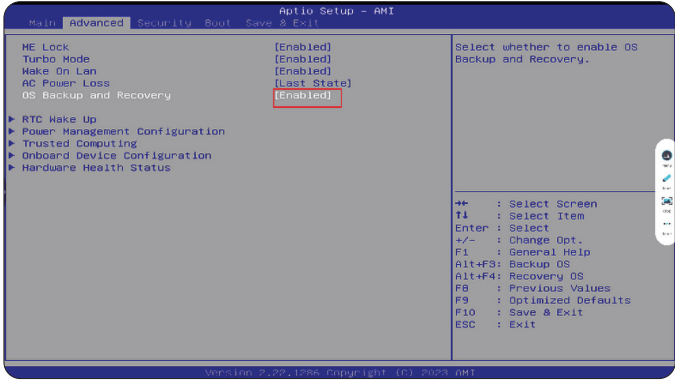 Aptio Setup - AMI
Main Advanced Security Boot Save & Exit
ME Lock [Enabled]
Turbo Mode [Enabled]
Wake On Lan [Enabled]
AC Power Loss [Last State]
OS Backup and Recovery [Enabled]
RTC Wake Up
Power Management Configuration
Trusted Computing
Onboard Device Configuration
Hardware Health Status
Select whether to enable OS
Backup and Recovery.
→←: Select Screen
↑↓: Select Item
Enter : Select
+/- : Change Opt.
F1 : General Help
Alt+F3: Backup OS
Alt+F4: Recovery OS
F8 : Previous Values
F9 : Optimized Defaults
F10 : Save & Exit
ESC : Exit
Version 2.22.1286 Copyright (C) 2023 AMI